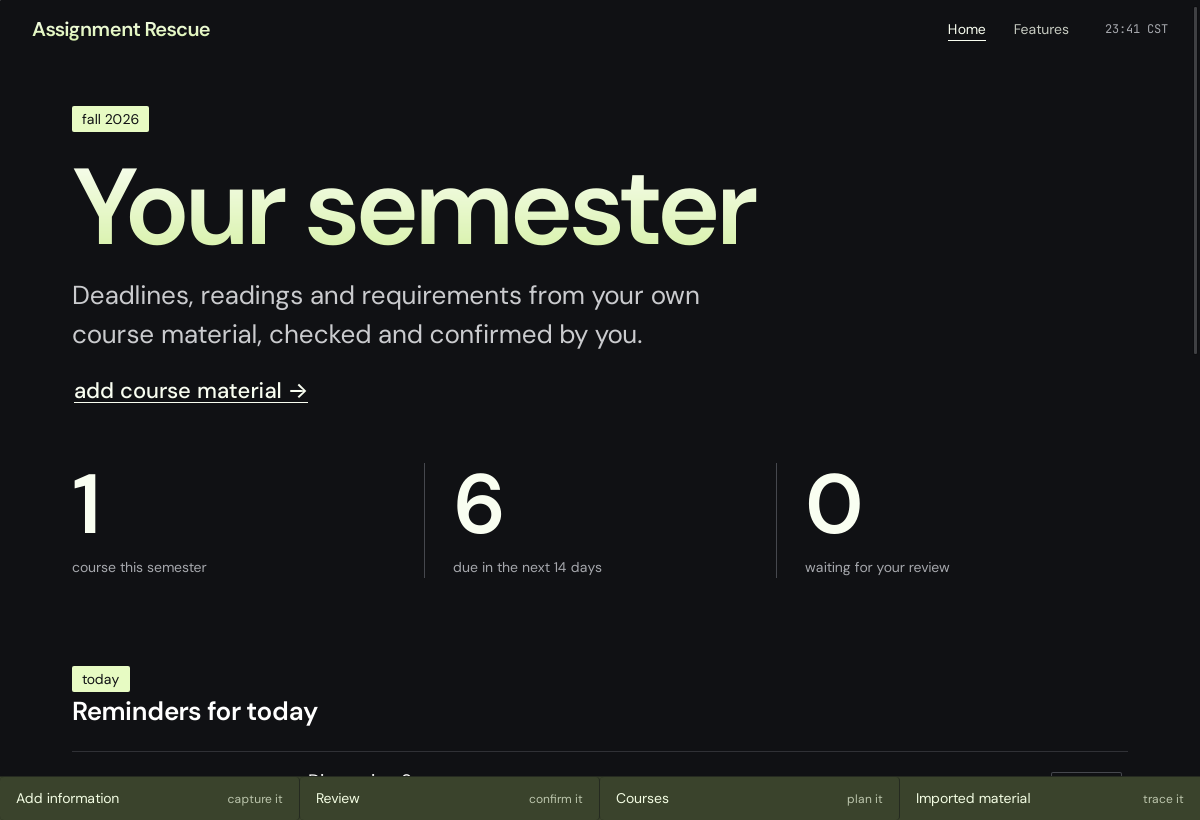 Assignment Rescue
Home
Features
23:41 CST
fall 2026
Your semester
Deadlines, readings and requirements from your own
course material, checked and confirmed by you.
add course material →
1
course this semester
6
due in the next 14 days
0
waiting for your review
today
Reminders for today
Add information
capture it
Review
confirm it
Courses
plan it
Imported material
trace it